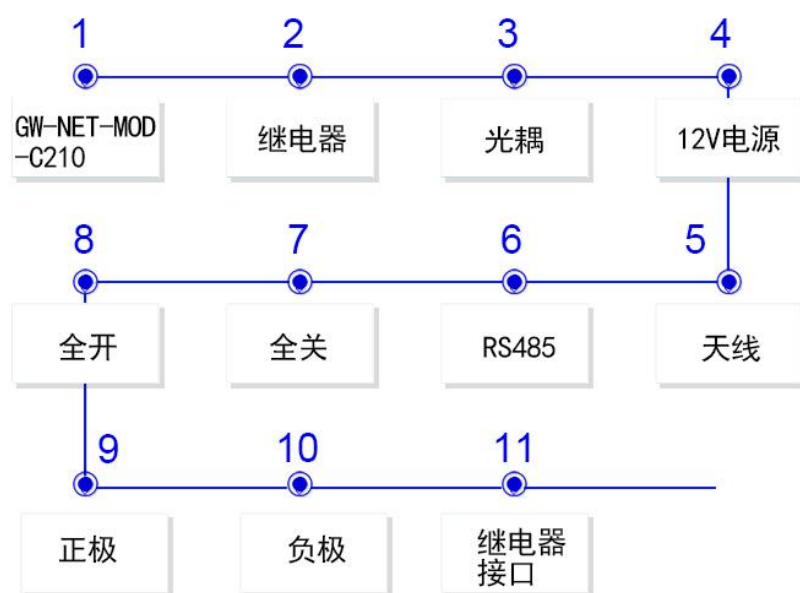 1 2 3 4
GW-NET-MOD
-C210
继电器
光耦
12V电源
8 7 6 5
全开
全关
RS485
天线
9 10 11
正极
负极
继电器
接口